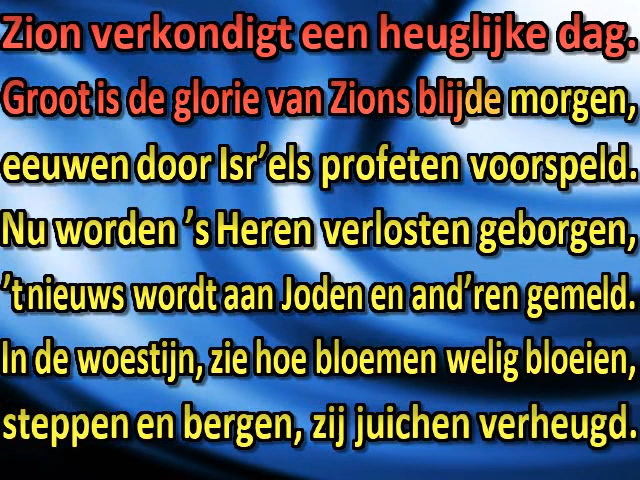 Zion verkondigt een heuglijke dag.
Groot is de glorie van Zions blijde morgen,
eeuwen door Isr’els profeten voorspeld.
Nu worden ’s Heren verlosten geborgen,
’t nieuws wordt aan Joden en and’ren gemeld.
In de woestijn, zie hoe bloemen welig bloeien,
steppen en bergen, zij juichen verheugd.